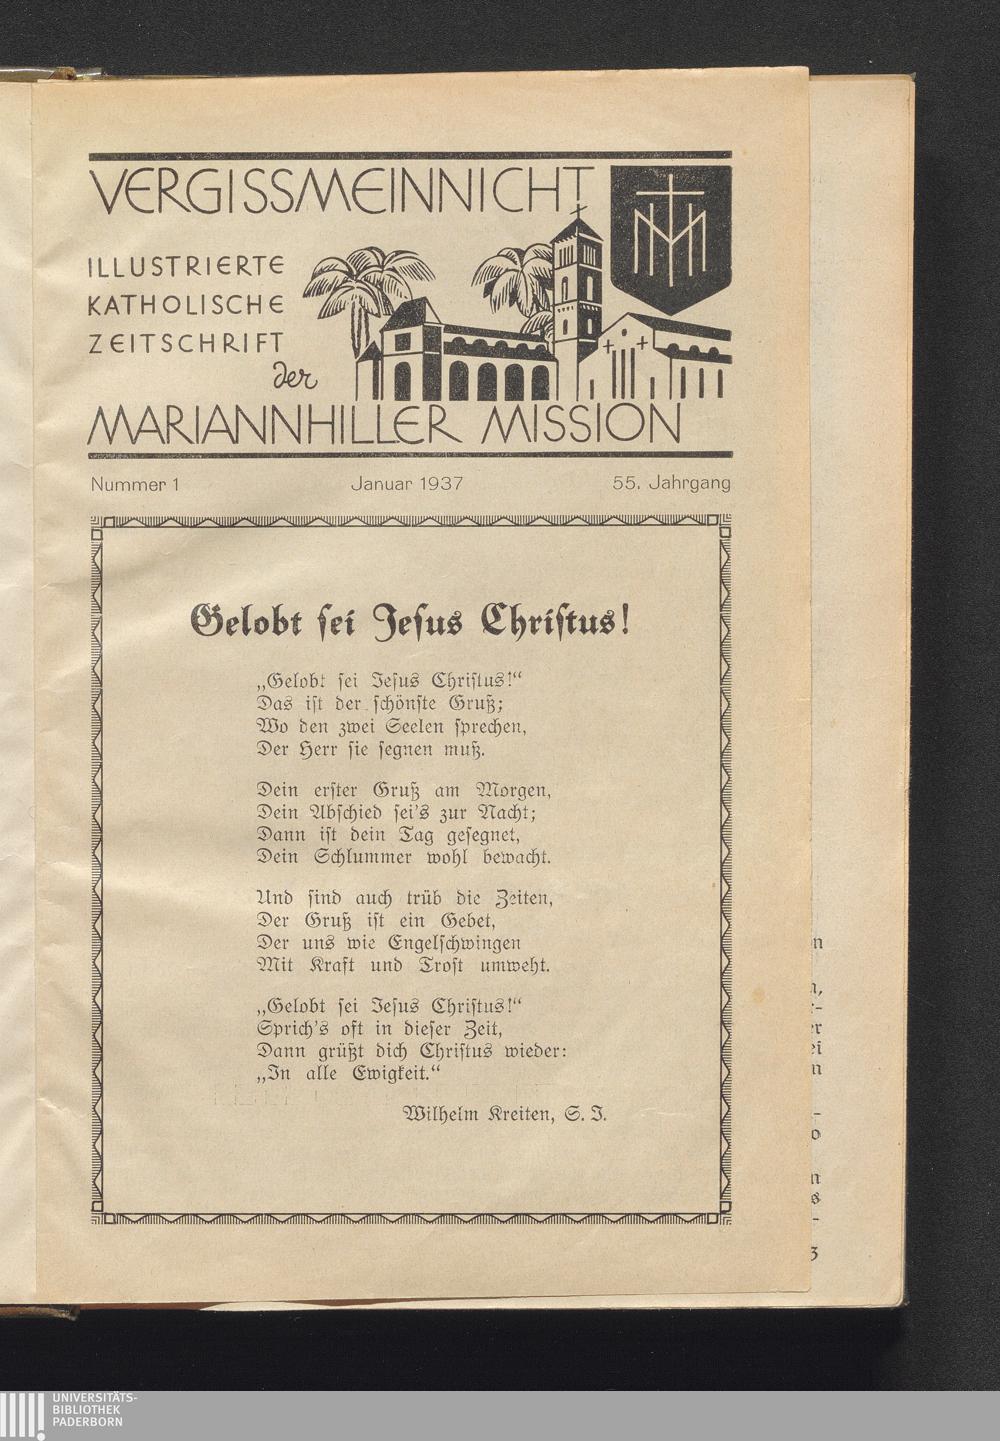 VERGISSMEINNICHT
ILLUSTRIERTE
KATHOLISCHE
ZEITSCHRIFT
der
MARIANNHILLER MISSION
Nummer 1 Januar 1937 55. Jahrgang
Gelobt sei Jesus Christus!
„Gelobt sei Jesus Christus!“
Das ist der schönste Gruß;
Wo den zwei Seelen sprechen,
Der Herr sie segnen muß.
Dein erster Gruß am Morgen,
Dein Abschied sei's zur Nacht;
Dann ist dein Tag gesegnet,
Dein Schlummer wohl bewacht.
Und sind auch trüb die Zeiten,
Der Gruß ist ein Gebet,
Der uns wie Engelschwingen
Mit Kraft und Trost umweht.
„Gelobt sei Jesus Christus!“
Sprich's oft in dieser Zeit,
Dann grüßt dich Christus wieder:
„In alle Ewigkeit.“
Wilhelm Kreiten, S. J.
UNIVERSITÄTS-
BIBLIOTHEK
PADERBORN